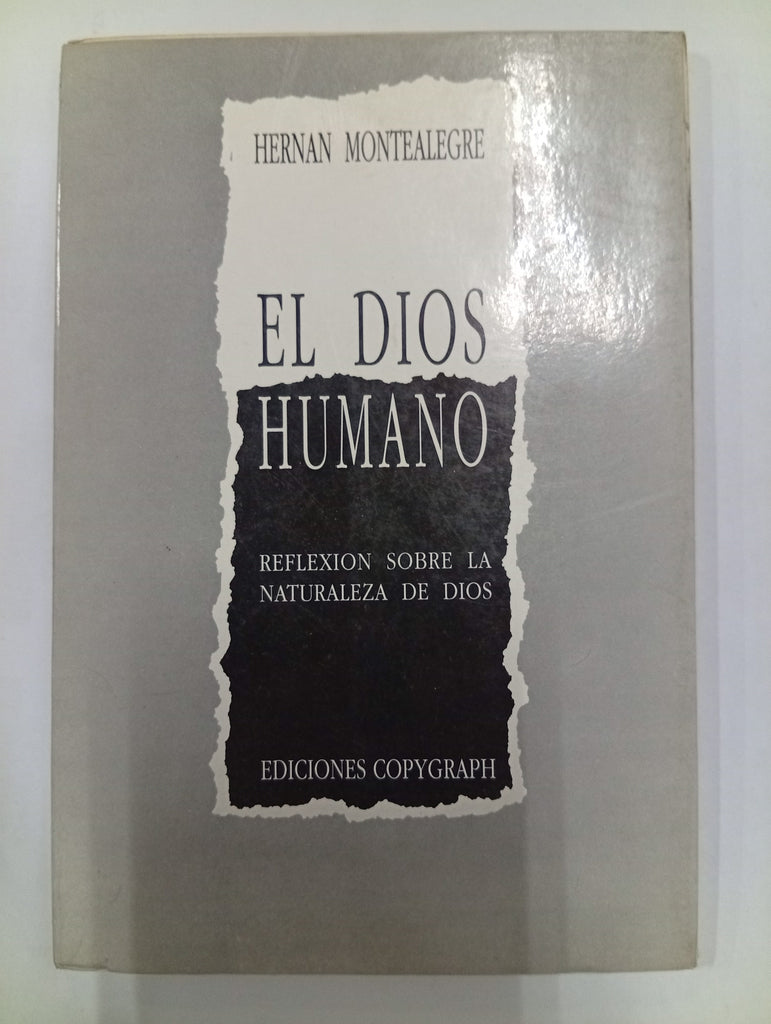 HERNAN MONTEALEGRE
EL DIOS
HUMANO
REFLEXION SOBRE LA
NATURALEZA DE DIOS
EDICIONES COPYGRAPH